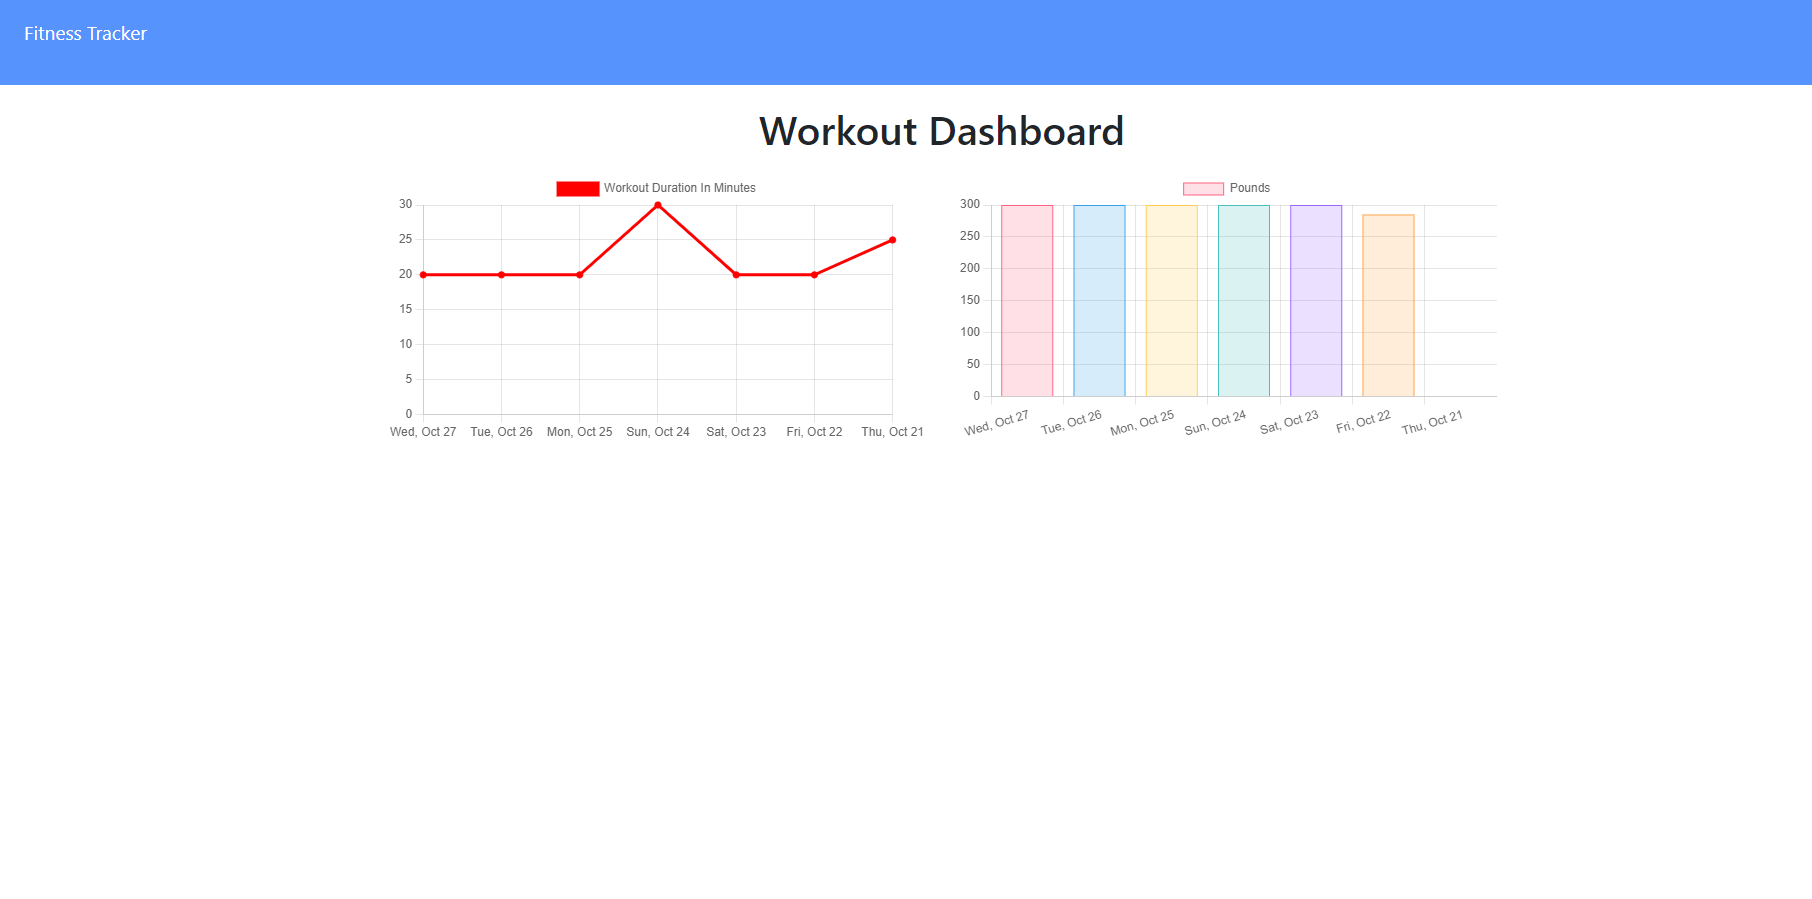 Fitness Tracker
Workout Dashboard
Workout Duration In Minutes
30
25
20
15
10
5
0
Wed, Oct 27 Tue, Oct 26 Mon, Oct 25 Sun, Oct 24 Sat, Oct 23 Fri, Oct 22 Thu, Oct 21
Pounds
300
250
200
150
100
50
0
Wed, Oct 27 Tue, Oct 26 Mon, Oct 25 Sun, Oct 24 Sat, Oct 23 Fri, Oct 22 Thu, Oct 21